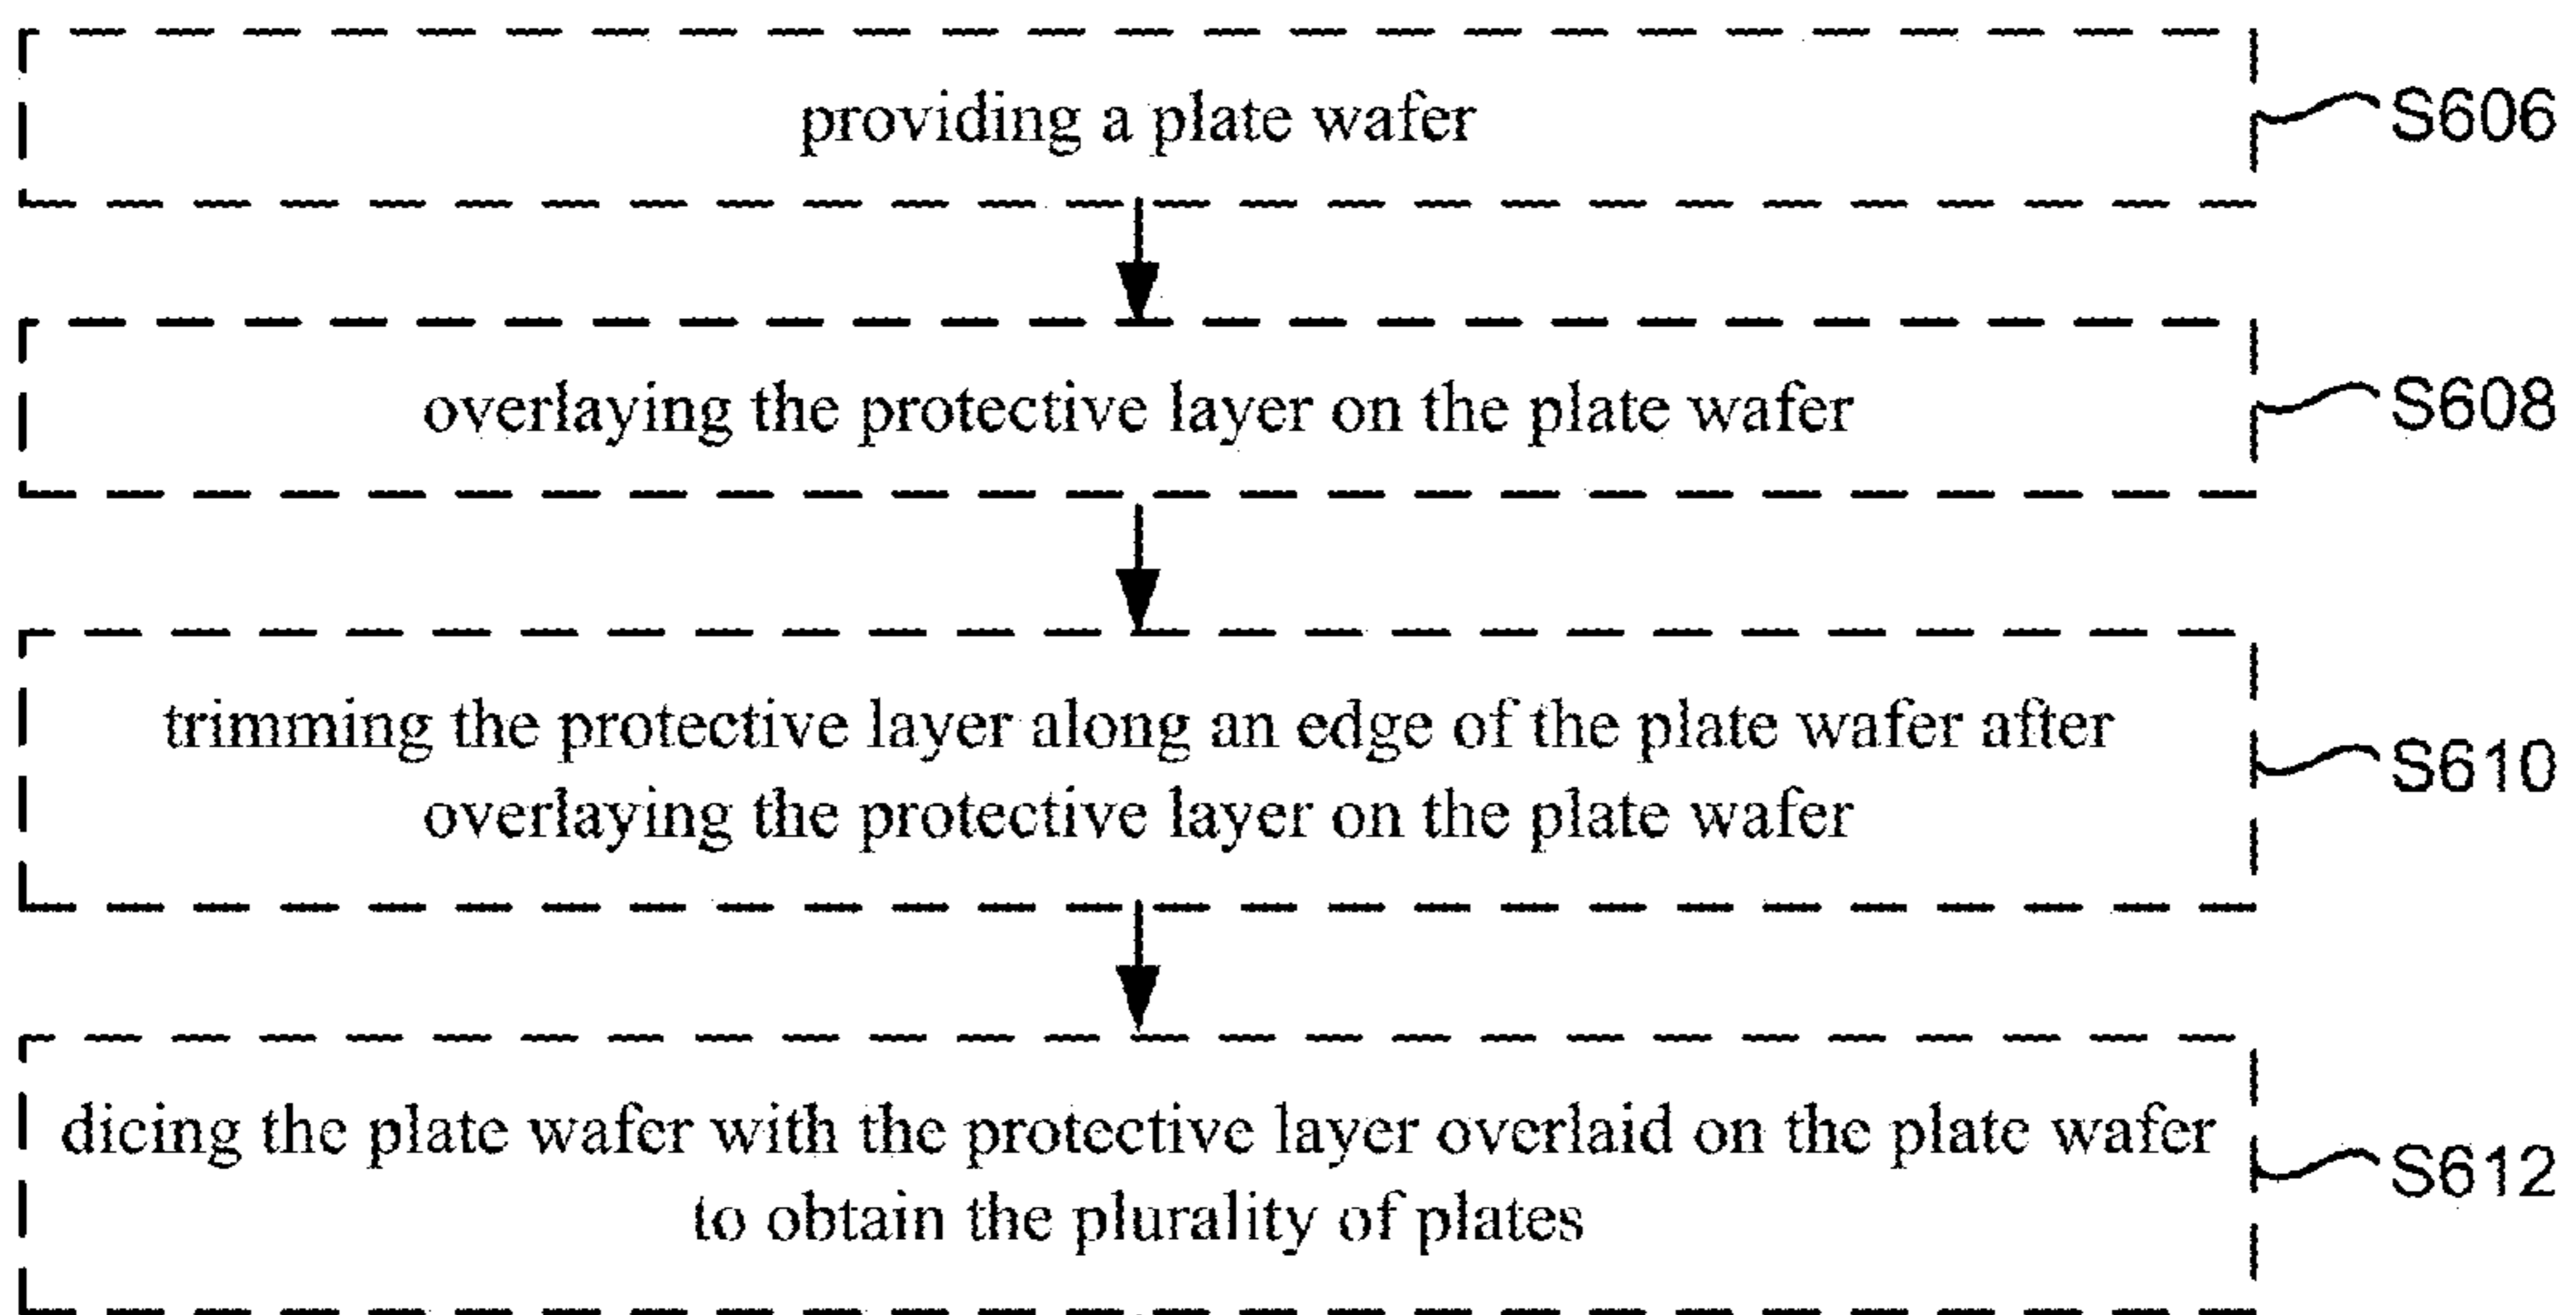 providing a plate wafer
S606
overlaying the protective layer on the plate wafer
S608
trimming the protective layer along an edge of the plate wafer after
overlaying the protective layer on the plate wafer
S610
dicing the plate wafer with the protective layer overlaid on the plate wafer
to obtain the plurality of plates
S612